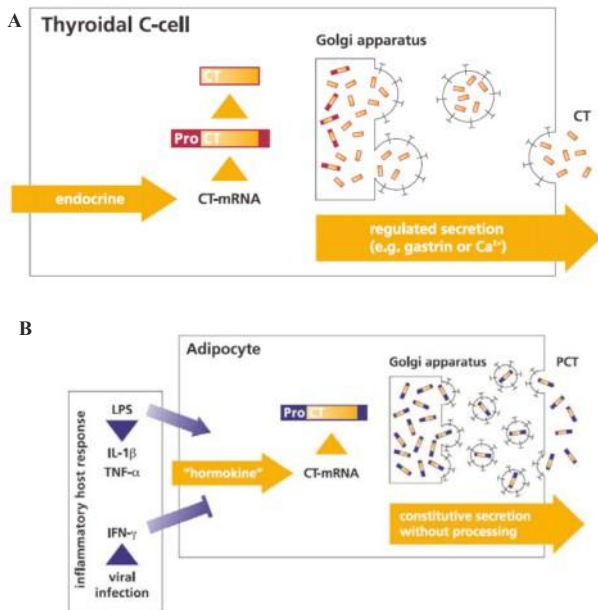 A
Thyroidal C-cell
Golgi apparatus
CT
CT
Pro CT
endocrine
CT-mRNA
regulated secretion
(e.g. gastrin or Ca²⁺)
B
Adipocyte
Golgi apparatus
PCT
inflammatory host response
LPS
IL-1β
TNF-α
IFN-γ
viral
infection
"hormokine"
Pro CT
CT-mRNA
constitutive secretion
without processing